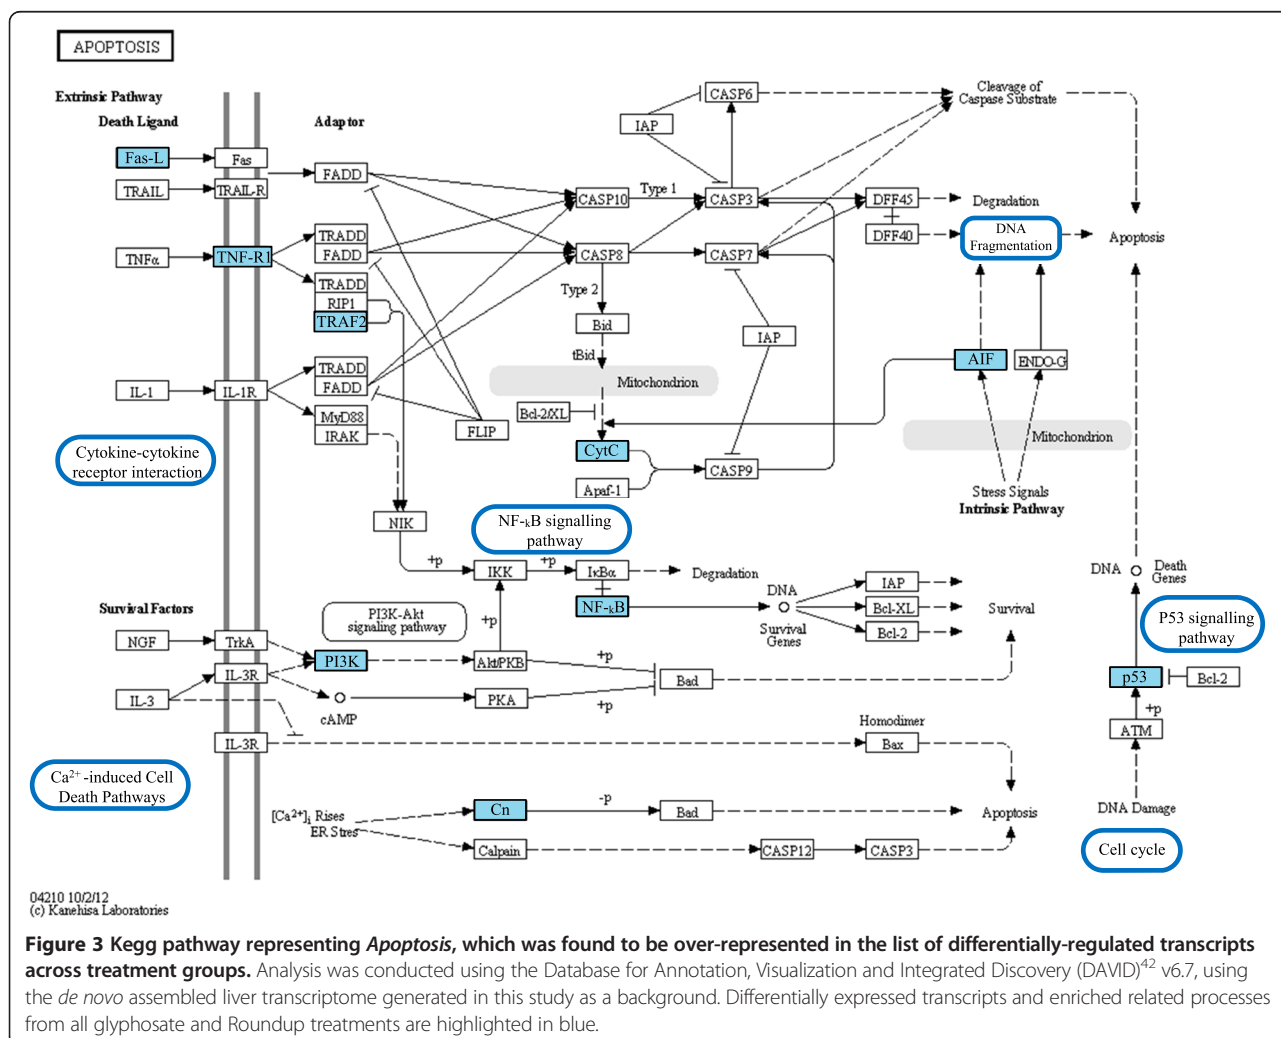 APOPTOSIS
Extrinsic Pathway
Death Ligand
Adaptor
Fas-L
Fas
FADD
TRAIL
TRAIL-R
TNFα
TNF-R1
TRADD
FADD
TRADD
RIP1
TRAF2
IL-1
IL-1R
TRADD
FADD
MyD88
IRAK
FLIP
NIK
CASP6
IAP
CASP10
Type 1
CASP3
CASP8
CASP7
Type 2
Bid
tBid
Mitochondrion
Bcl-2/XL
CytC
Apaf-1
CASP9
IAP
Cleavage of
Caspase Substrate
DFF45
Degradation
DFF40
DNA
Fragmentation
Apoptosis
AIF
ENDO-G
Mitochondrion
Stress Signals
Intrinsic Pathway
Cytokine-cytokine
receptor interaction
NF-κB signalling
pathway
+p
IKK
+p
IκBα
Degradation
NF-κB
DNA
Survival
Genes
IAP
Bcl-XL
Bcl-2
Survival
DNA
Death
Genes
P53 signalling
pathway
Survival Factors
NGF
TrkA
PI3K-Akt
signaling pathway
+p
PI3K
Akt/PKB
+p
IL-3R
IL-3
cAMP
PKA
+p
Bad
p53
Bcl-2
+p
ATM
IL-3R
Homodimer
Bax
DNA Damage
Ca2+ -induced Cell
Death Pathways
[Ca2+]i Rises
ER Stres
Cn
-p
Bad
Apoptosis
Calpain
CASP12
CASP3
Cell cycle
04210 10/2/12
(c) Kanehisa Laboratories
Figure 3 Kegg pathway representing Apoptosis, which was found to be over-represented in the list of differentially-regulated transcripts
across treatment groups. Analysis was conducted using the Database for Annotation, Visualization and Integrated Discovery (DAVID)42 v6.7, using
the de novo assembled liver transcriptome generated in this study as a background. Differentially expressed transcripts and enriched related processes
from all glyphosate and Roundup treatments are highlighted in blue.